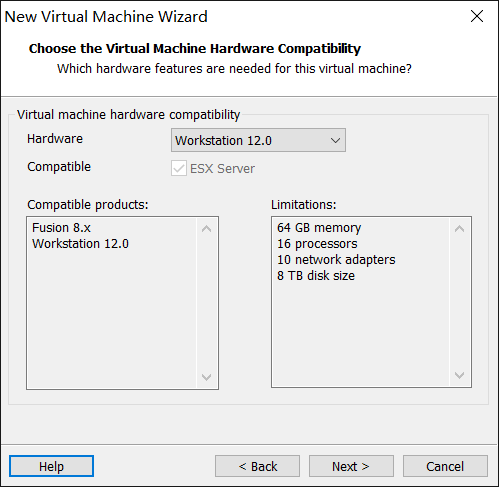 New Virtual Machine Wizard
Choose the Virtual Machine Hardware Compatibility
Which hardware features are needed for this virtual machine?
Virtual machine hardware compatibility
Hardware
Workstation 12.0
Compatible
ESX Server
Compatible products:
Fusion 8.x
Workstation 12.0
Limitations:
64 GB memory
16 processors
10 network adapters
8 TB disk size
Help
< Back
Next >
Cancel